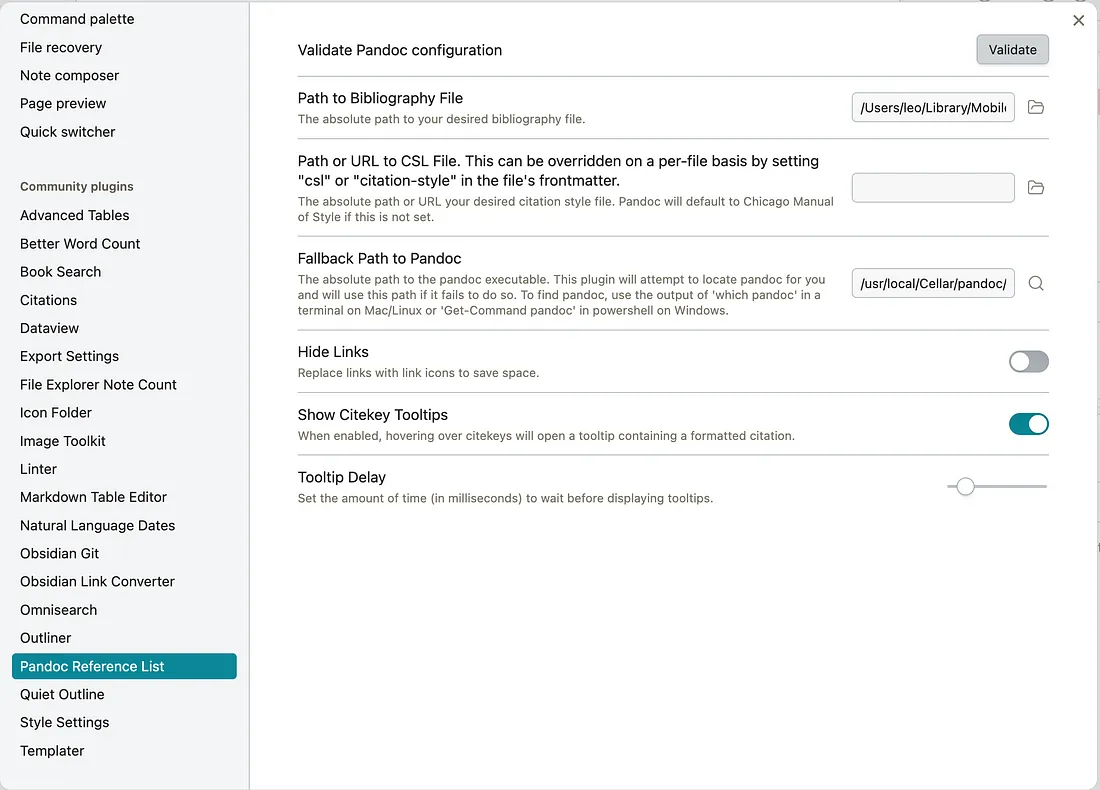 Command palette
File recovery
Note composer
Page preview
Quick switcher
Community plugins
Advanced Tables
Better Word Count
Book Search
Citations
Dataview
Export Settings
File Explorer Note Count
Icon Folder
Image Toolkit
Linter
Markdown Table Editor
Natural Language Dates
Obsidian Git
Obsidian Link Converter
Omnisearch
Outliner
Pandoc Reference List
Quiet Outline
Style Settings
Templater
Validate Pandoc configuration
Validate
Path to Bibliography File
The absolute path to your desired bibliography file.
/Users/leo/Library/Mobil
Path or URL to CSL File. This can be overridden on a per-file basis by setting
"csl" or "citation-style" in the file's frontmatter.
The absolute path or URL your desired citation style file. Pandoc will default to Chicago Manual
of Style if this is not set.
Fallback Path to Pandoc
The absolute path to the pandoc executable. This plugin will attempt to locate pandoc for you
and will use this path if it fails to do so. To find pandoc, use the output of 'which pandoc' in a
terminal on Mac/Linux or 'Get-Command pandoc' in powershell on Windows.
/usr/local/Cellar/pandoc/
Hide Links
Replace links with link icons to save space.
Show Citekey Tooltips
When enabled, hovering over citekeys will open a tooltip containing a formatted citation.
Tooltip Delay
Set the amount of time (in milliseconds) to wait before displaying tooltips.